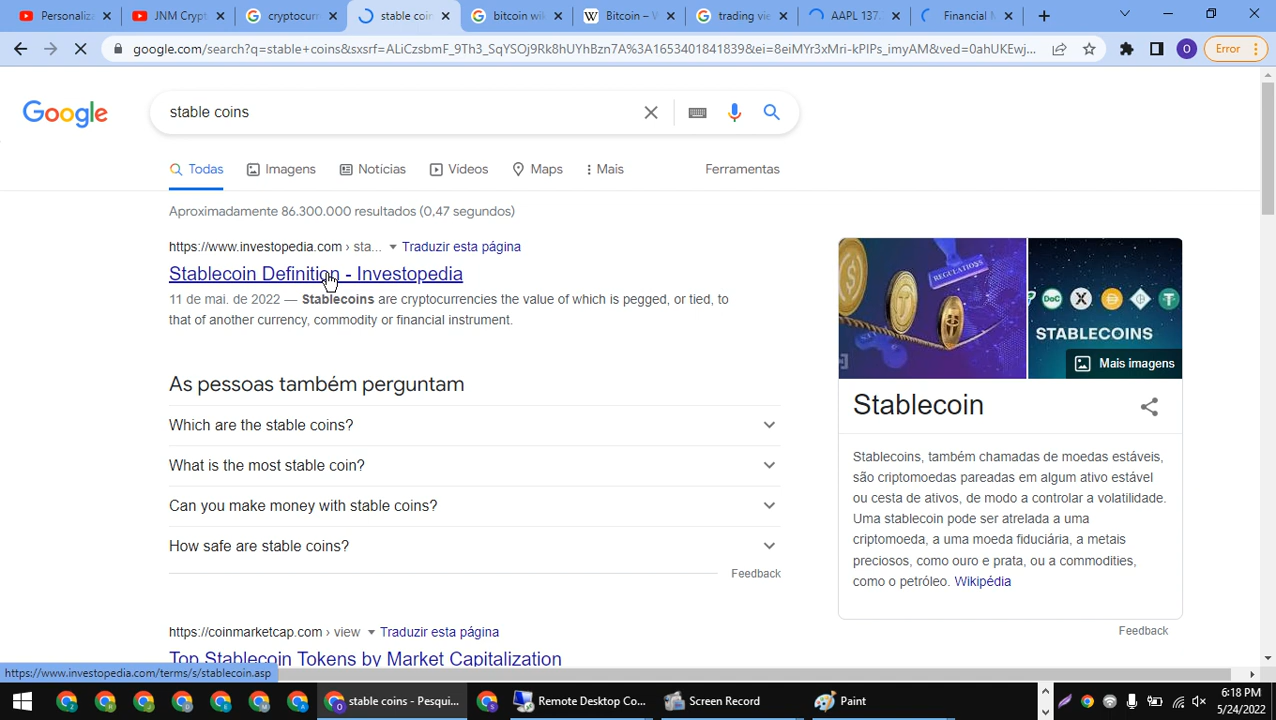 Personaliz
JNM Crypt
cryptocurr
stable coin
bitcoin wi
Bitcoin – W
trading vie
AAPL 137.
Financial M
google.com/search?q=stable+coins&sxsrf=ALiCzsbmF_9Th3_SqYSOj9Rk8hUYhBzn7A%3A1653401841839&ei=8eiMYr3xMri-kPIPs_imyAM&ved=0ahUKEwj...
O
Error
Google
stable coins
Todas
Imagens
Notícias
Vídeos
Maps
Mais
Ferramentas
Aproximadamente 86.300.000 resultados (0,47 segundos)
https://www.investopedia.com › sta...
Traduzir esta página
Stablecoin Definition - Investopedia
11 de mai. de 2022 — Stablecoins are cryptocurrencies the value of which is pegged, or tied, to
that of another currency, commodity or financial instrument.
As pessoas também perguntam
Which are the stable coins?
What is the most stable coin?
Can you make money with stable coins?
How safe are stable coins?
Feedback
https://coinmarketcap.com › view
Traduzir esta página
Top Stablecoin Tokens by Market Capitalization
REGULATIONS
STABLECOINS
Mais imagens
Stablecoin
Stablecoins, também chamadas de moedas estáveis,
são criptomoedas pareadas em algum ativo estável
ou cesta de ativos, de modo a controlar a volatilidade.
Uma stablecoin pode ser atrelada a uma
criptomoeda, a uma moeda fiduciária, a metais
preciosos, como ouro e prata, ou a commodities,
como o petróleo. Wikipédia
Feedback
https://www.investopedia.com/terms/s/stablecoin.asp
stable coins - Pesqui...
Remote Desktop Co...
Screen Record
Paint
6:18 PM
5/24/2022